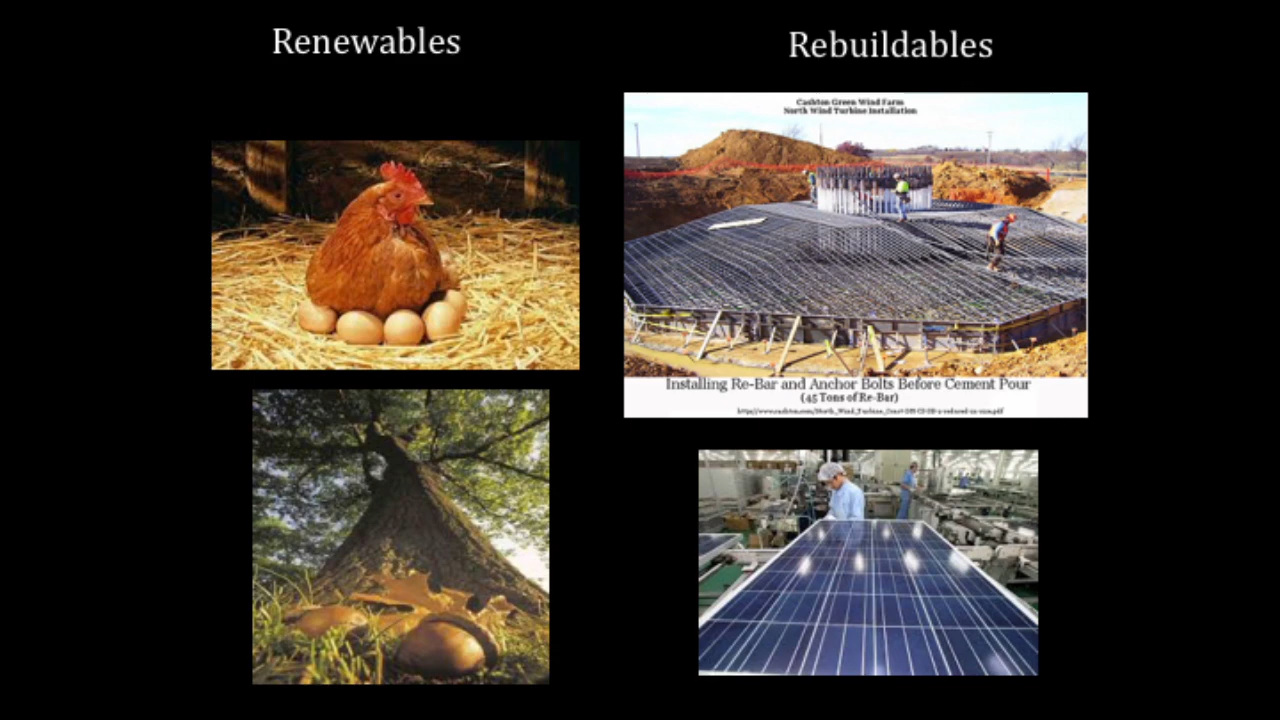 Renewables
Rebuildables
Cashton Green Wind Farm
North Wind Turbine Installation
Installing Re-Bar and Anchor Bolts Before Cement Pour
(45 Tons of Re-Bar)